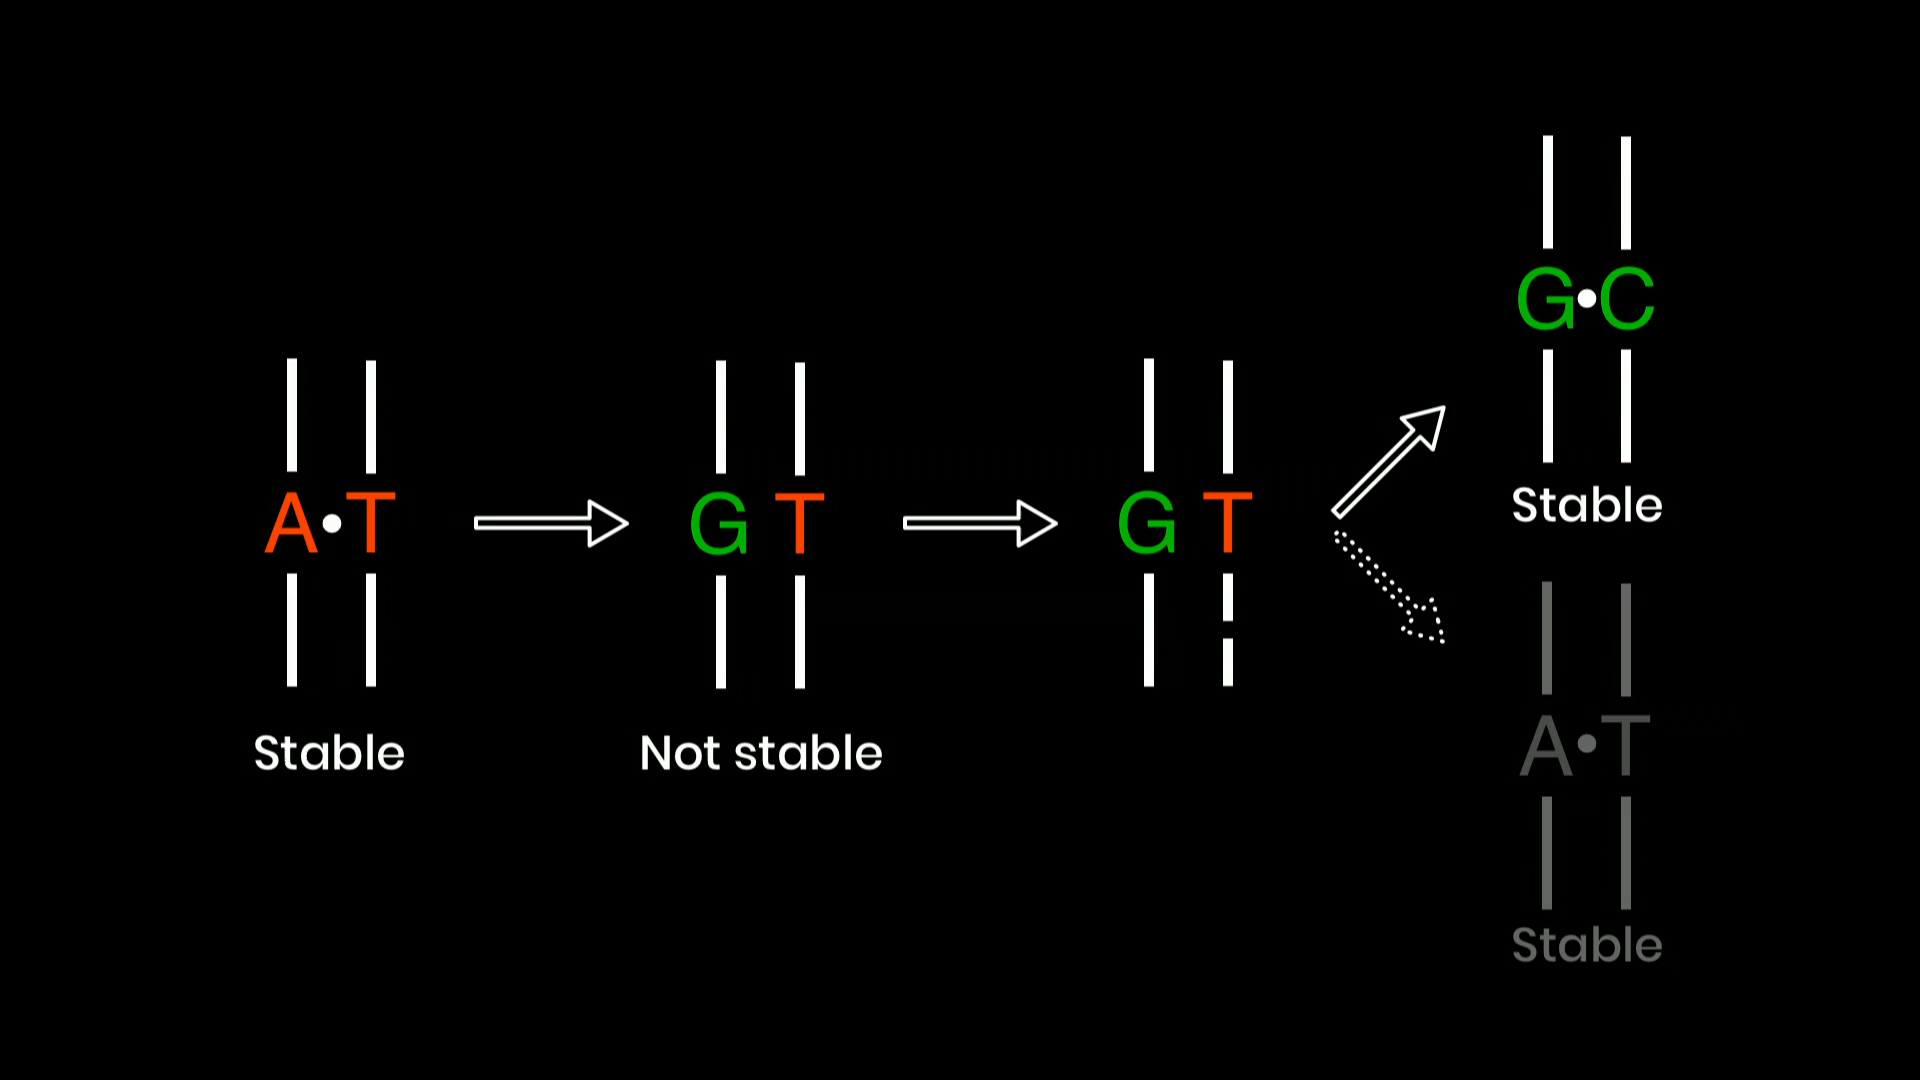 A•T
Stable
G T
Not stable
G T
G•C
Stable
A•T
Stable